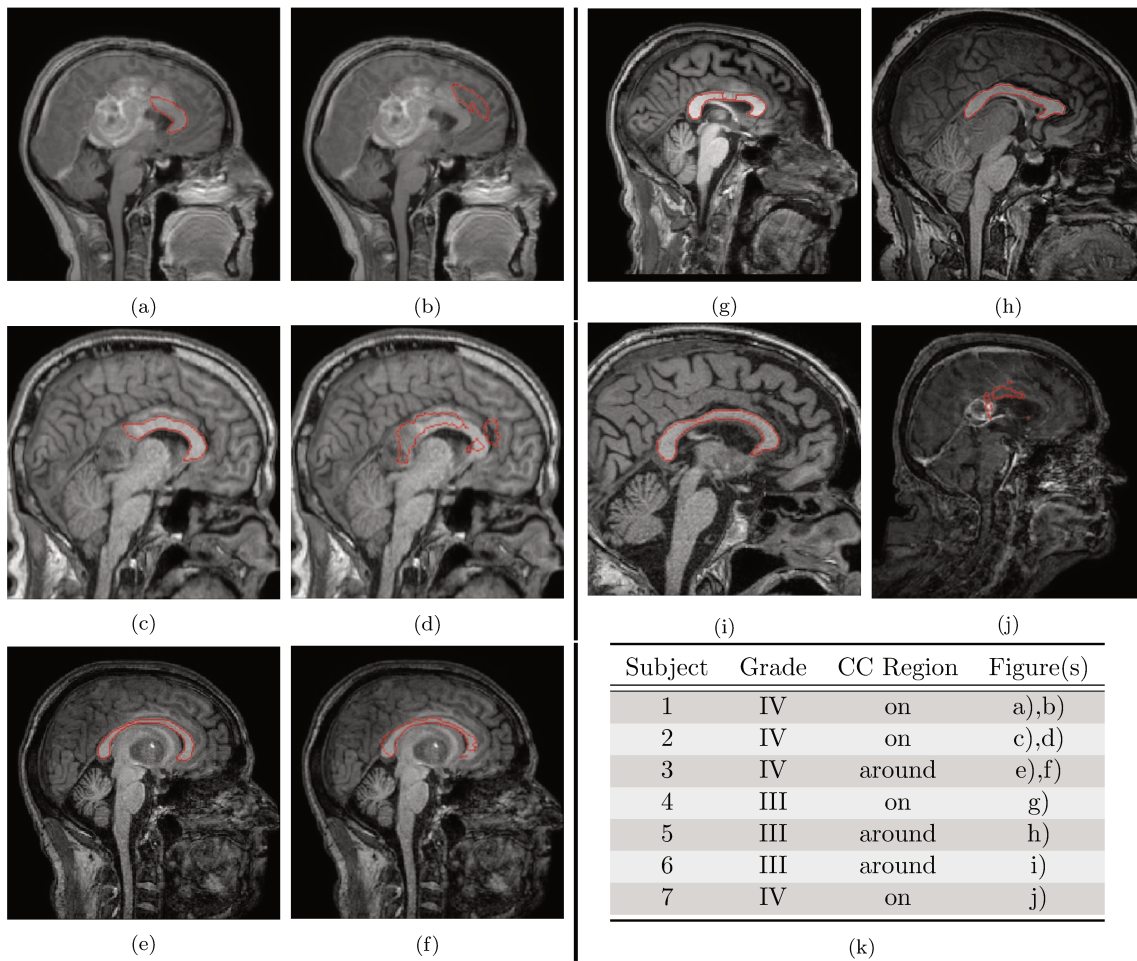 (a)
(b)
(g)
(h)
(c)
(d)
(i)
(j)
Subject Grade CC Region Figure(s)
1 IV on a),b)
2 IV on c),d)
3 IV around e),f)
4 III on g)
5 III around h)
6 III around i)
7 IV on j)
(e)
(f)
(k)